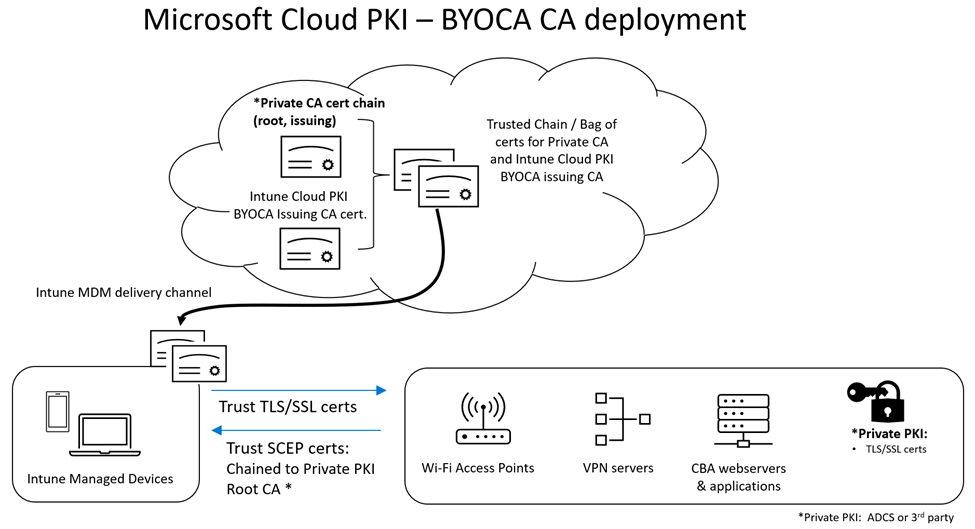 Microsoft Cloud PKI – BYOCA CA deployment
*Private CA cert chain
(root, issuing)
Trusted Chain / Bag of
certs for Private CA
and Intune Cloud PKI
BYOCA issuing CA
Intune Cloud PKI
BYOCA Issuing CA cert.
Intune MDM delivery channel
Trust TLS/SSL certs
Trust SCEP certs:
Chained to Private PKI
Root CA *
Intune Managed Devices
Wi-Fi Access Points
VPN servers
CBA webservers
& applications
*Private PKI:
• TLS/SSL certs
*Private PKI: ADCS or 3rd party